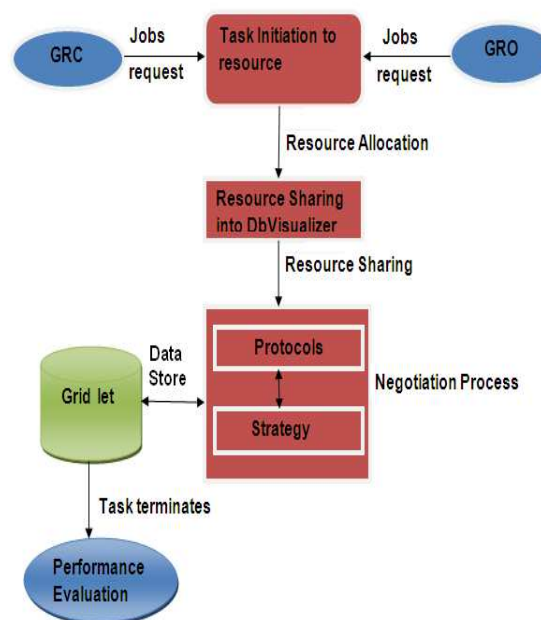 GRC
Jobs
request
Task Initiation to
resource
Jobs
request
GRO
Resource Allocation
Resource Sharing
into DbVisualizer
Resource Sharing
Protocols
Strategy
Negotiation Process
Data
Store
Grid let
Task terminates
Performance
Evaluation